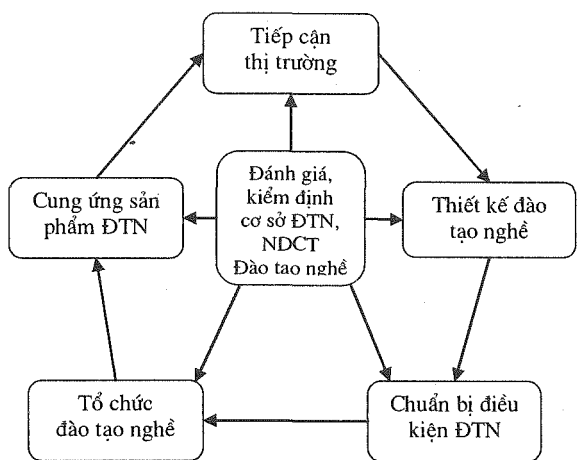 Tiếp cận
thị trường
Đánh giá,
kiểm định
cơ sở ĐTN,
NDCT
Đào tạo nghề
Cung ứng sản
phẩm ĐTN
Thiết kế đào
tạo nghề
Tổ chức
đào tạo nghề
Chuẩn bị điều
kiện ĐTN